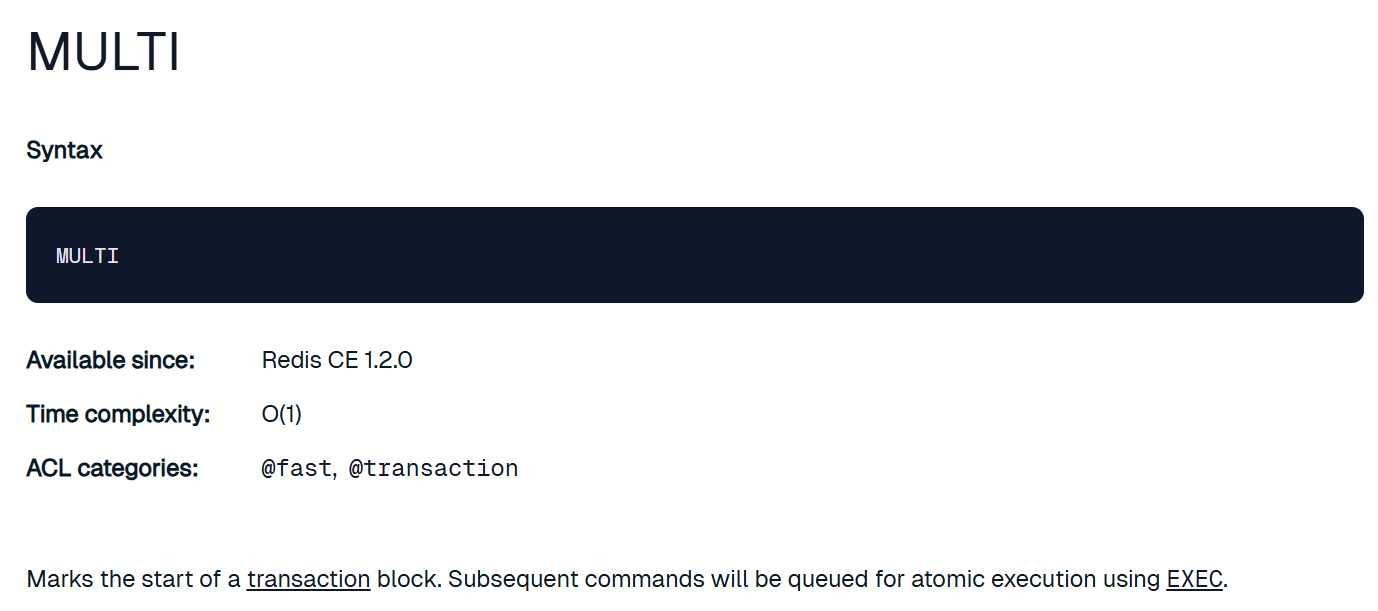 MULTI
Syntax
MULTI
Available since: Redis CE 1.2.0
Time complexity: O(1)
ACL categories: @fast, @transaction
Marks the start of a transaction block. Subsequent commands will be queued for atomic execution using EXEC.